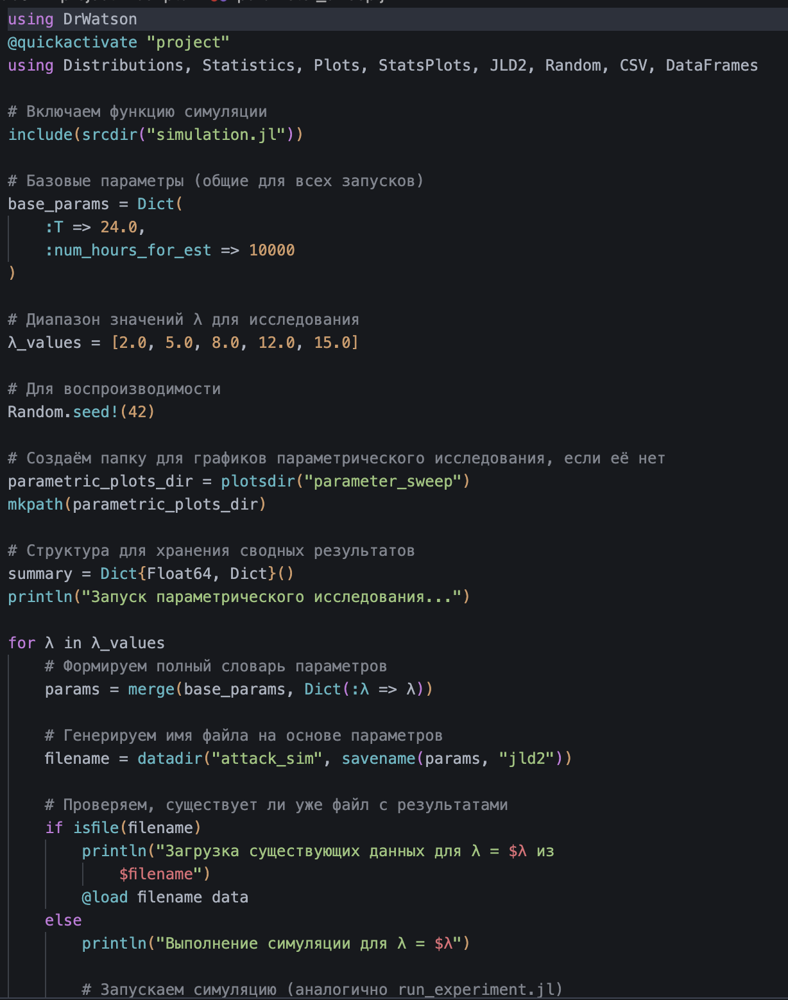 using DrWatson
@quickactivate "project"
using Distributions, Statistics, Plots, StatsPlots, JLD2, Random, CSV, DataFrames
# Включаем функцию симуляции
include(srcdir("simulation.jl"))
# Базовые параметры (общие для всех запусков)
base_params = Dict(
    :T => 24.0,
    :num_hours_for_est => 10000
)
# Диапазон значений λ для исследования
λ_values = [2.0, 5.0, 8.0, 12.0, 15.0]
# Для воспроизводимости
Random.seed!(42)
# Создаём папку для графиков параметрического исследования, если её нет
parametric_plots_dir = plotsdir("parameter_sweep")
mkpath(parametric_plots_dir)
# Структура для хранения сводных результатов
summary = Dict{Float64, Dict}()
println("Запуск параметрического исследования...")
for λ in λ_values
    # Формируем полный словарь параметров
    params = merge(base_params, Dict(:λ => λ))
    # Генерируем имя файла на основе параметров
    filename = datadir("attack_sim", savename(params, "jld2"))
    # Проверяем, существует ли уже файл с результатами
    if isfile(filename)
        println("Загрузка существующих данных для λ = $λ из
            $filename")
        @load filename data
    else
        println("Выполнение симуляции для λ = $λ")
        # Запускаем симуляцию (аналогично run_experiment.jl)